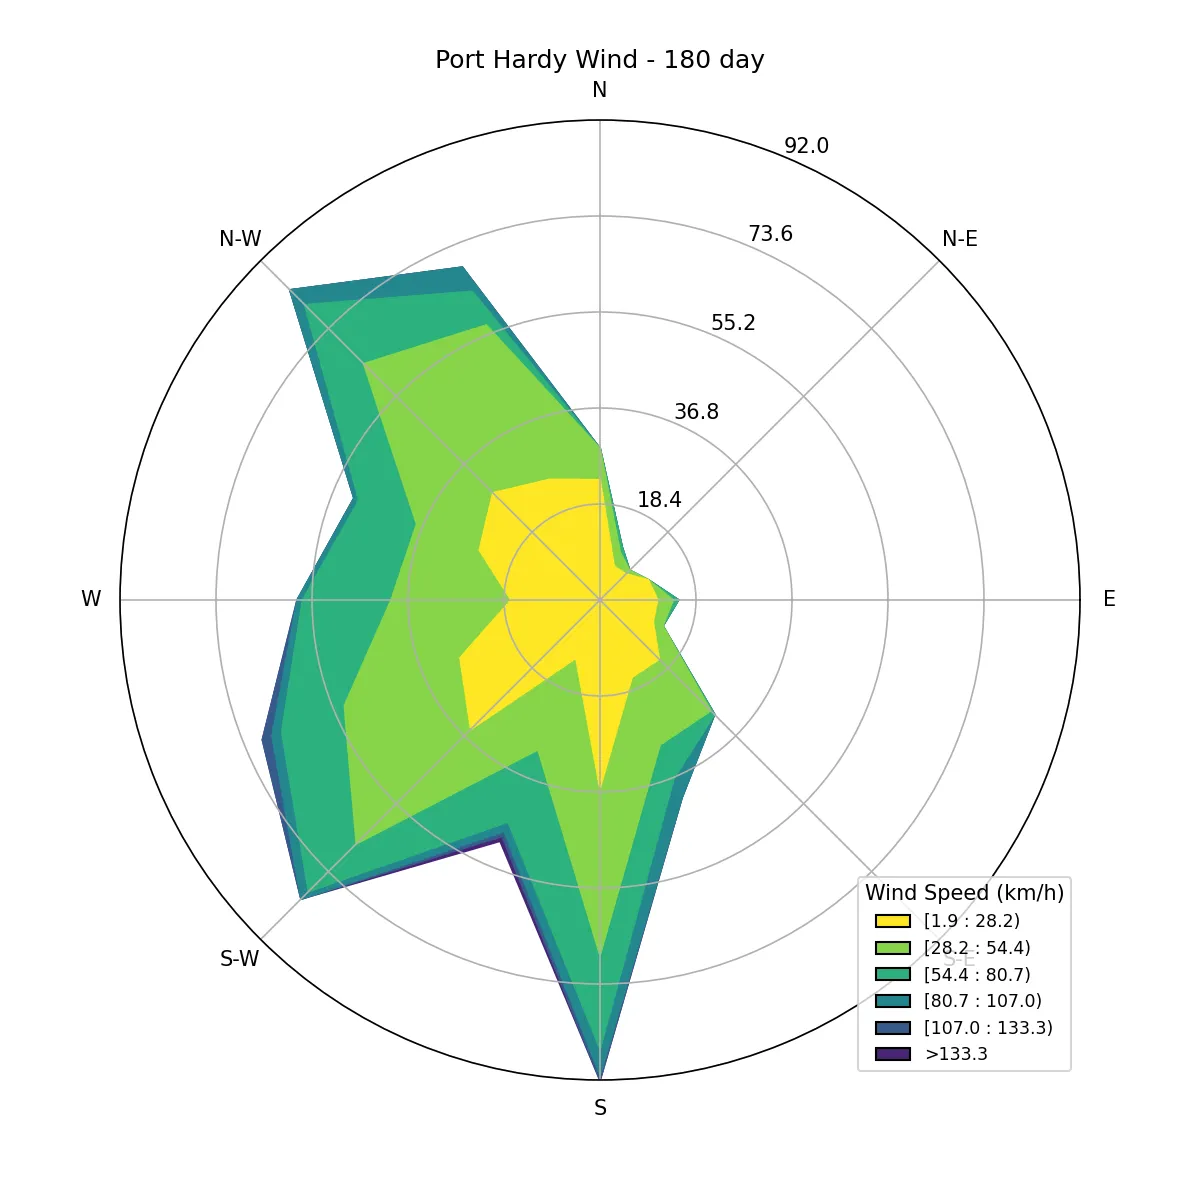 Port Hardy Wind - 180 day
N
92.0
N-W
73.6
N-E
55.2
36.8
18.4
W
E
S-W
S-E
S
Wind Speed (km/h)
[1.9 : 28.2)
[28.2 : 54.4)
[54.4 : 80.7)
[80.7 : 107.0)
[107.0 : 133.3)
>133.3